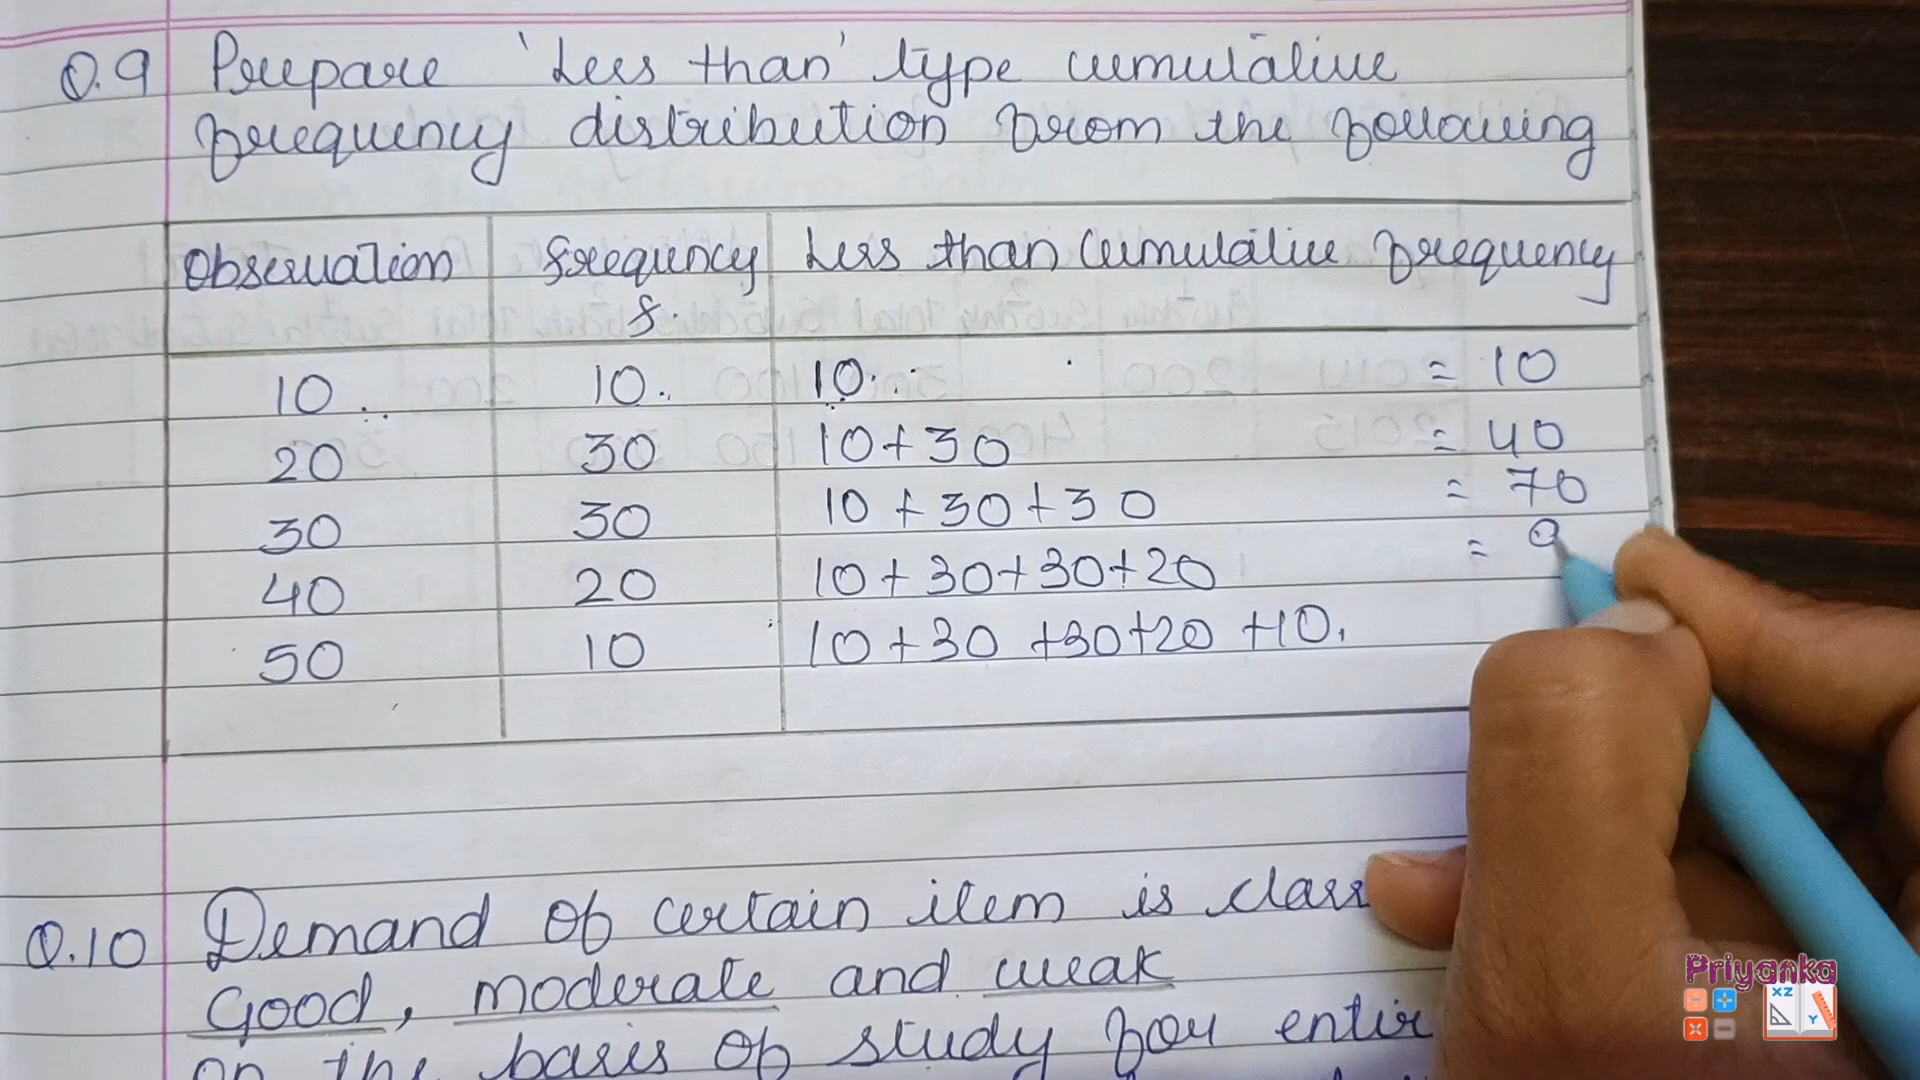 Q.9 Prepare 'Less than' type cumulative
frequency distribution from the following
Observation frequency Less than Cumulative frequency
f.
10 10 10 = 10
20 30 10+30 = 40
30 30 10+30+30 = 70
40 20 10+30+30+20 = 9
50 10 10+30+30+20+10.
Q.10 Demand of certain item is class
Good, moderate and weak
on the basis of study for entir
Priyanka
XZ
Y